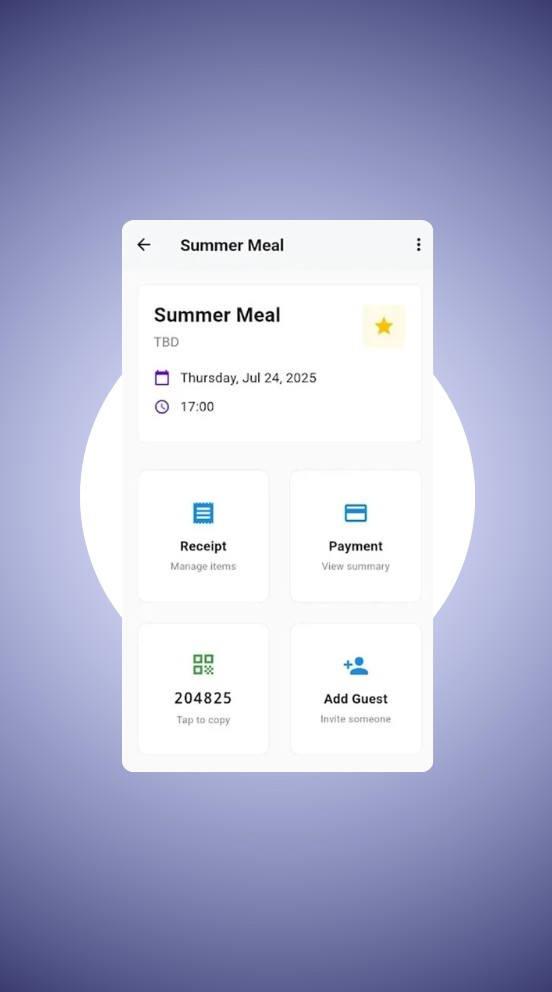 Summer Meal
Summer Meal
TBD
Thursday, Jul 24, 2025
17:00
Receipt
Manage items
Payment
View summary
204825
Tap to copy
Add Guest
Invite someone